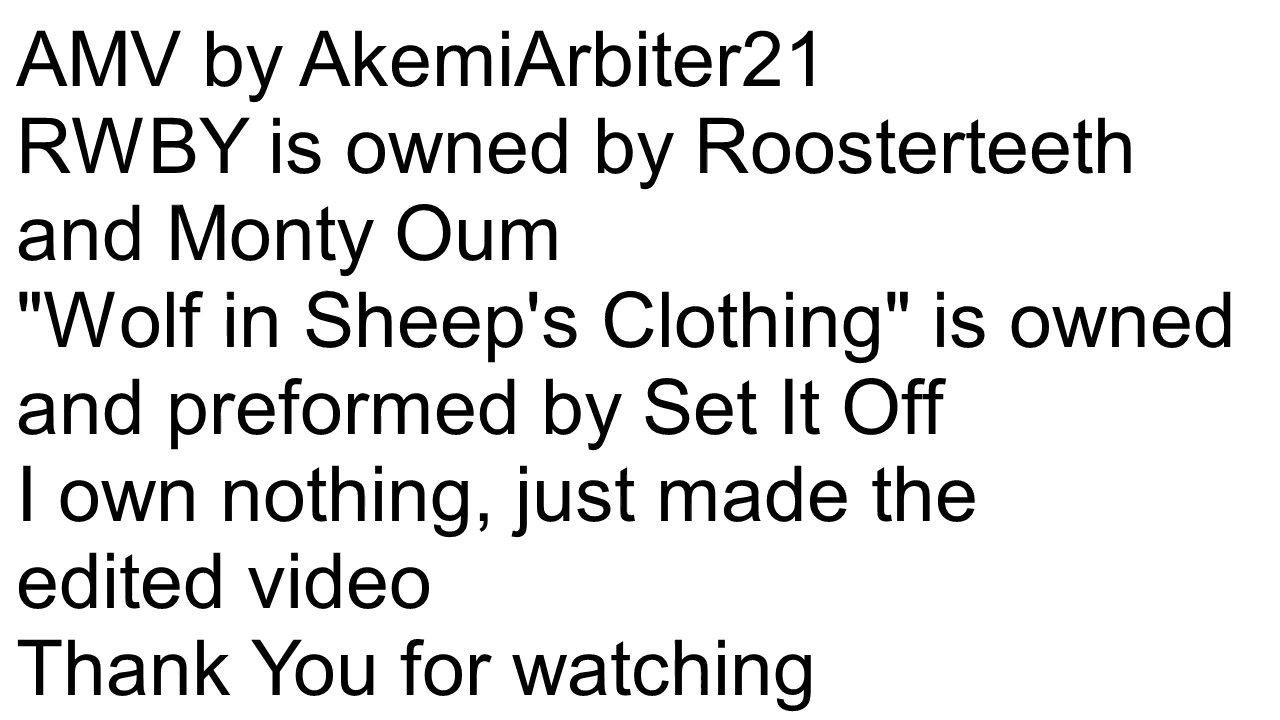 AMV by AkemiArbiter21
RWBY is owned by Roosterteeth
and Monty Oum
"Wolf in Sheep's Clothing" is owned
and preformed by Set It Off
I own nothing, just made the
edited video
Thank You for watching